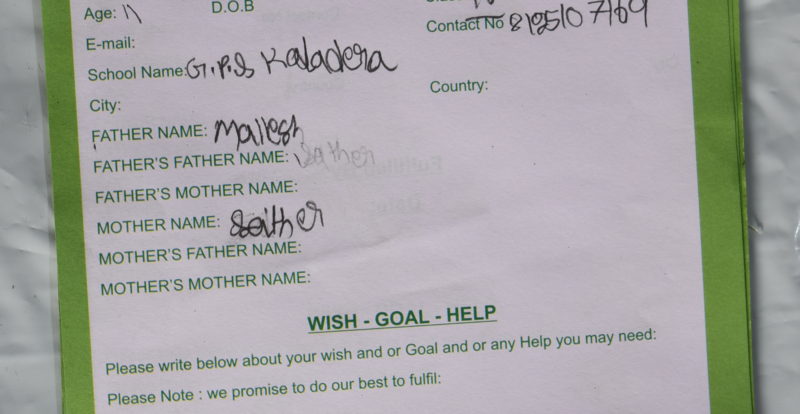 Age: 11 D.O.B
Contact No 8195107169
E-mail:
School Name: G.P.S Kaladera
City: Country:
FATHER NAME: Mallesh
FATHER'S FATHER NAME:
FATHER'S MOTHER NAME:
MOTHER NAME:
MOTHER'S FATHER NAME:
MOTHER'S MOTHER NAME:
WISH - GOAL - HELP
Please write below about your wish and or Goal and or any Help you may need:
Please Note : we promise to do our best to fulfil: